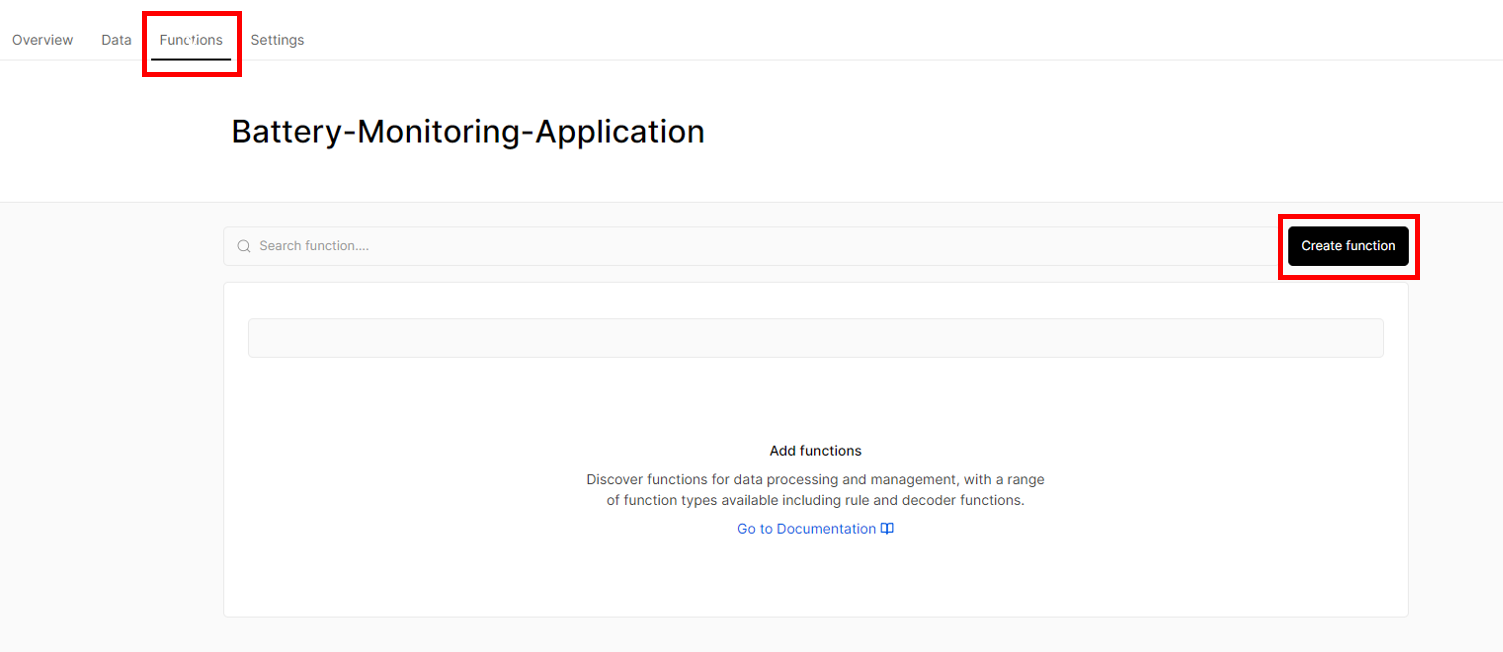 Overview Data Functions Settings
Battery-Monitoring-Application
Search function....
Create function
Add functions
Discover functions for data processing and management, with a range
of function types available including rule and decoder functions.
Go to Documentation